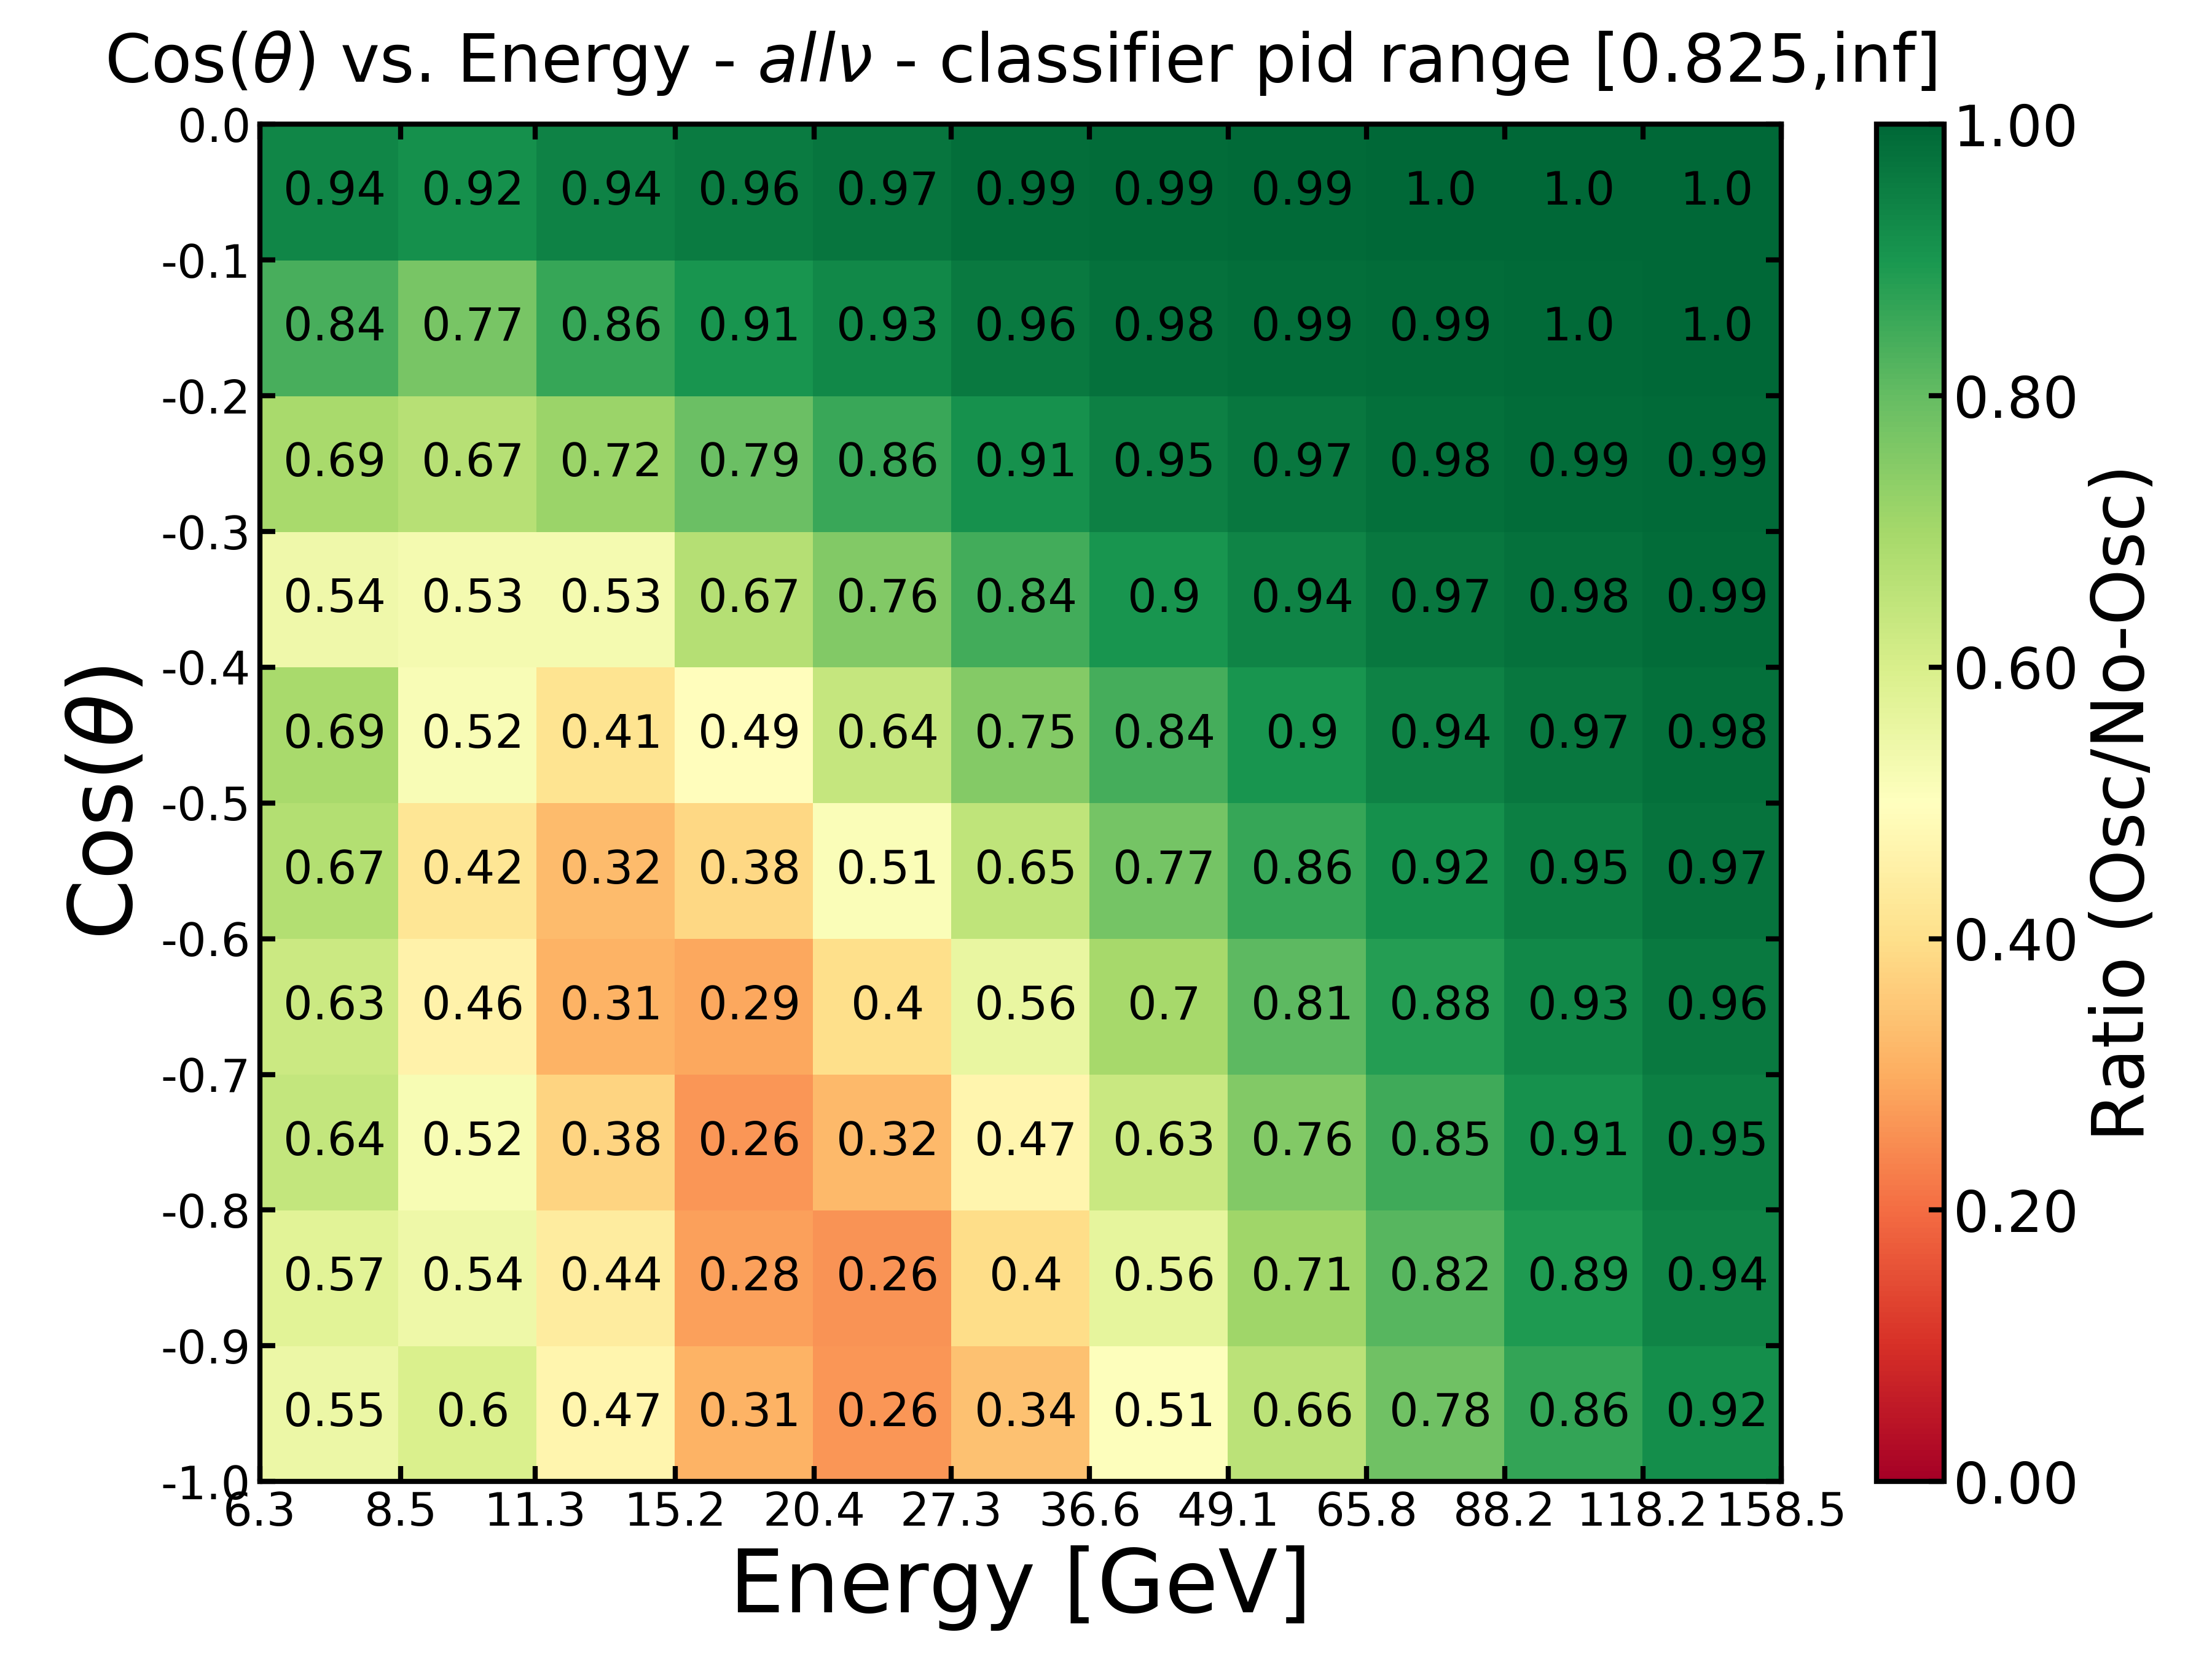 Cos(θ) vs. Energy - allν - classifier pid range [0.825,inf]
0.0
-0.1
-0.2
-0.3
-0.4
-0.5
-0.6
-0.7
-0.8
-0.9
-1.0
Cos(θ)
0.94 0.92 0.94 0.96 0.97 0.99 0.99 0.99 1.0 1.0 1.0
0.84 0.77 0.86 0.91 0.93 0.96 0.98 0.99 0.99 1.0 1.0
0.69 0.67 0.72 0.79 0.86 0.91 0.95 0.97 0.98 0.99 0.99
0.54 0.53 0.53 0.67 0.76 0.84 0.9 0.94 0.97 0.98 0.99
0.69 0.52 0.41 0.49 0.64 0.75 0.84 0.9 0.94 0.97 0.98
0.67 0.42 0.32 0.38 0.51 0.65 0.77 0.86 0.92 0.95 0.97
0.63 0.46 0.31 0.29 0.4 0.56 0.7 0.81 0.88 0.93 0.96
0.64 0.52 0.38 0.26 0.32 0.47 0.63 0.76 0.85 0.91 0.95
0.57 0.54 0.44 0.28 0.26 0.4 0.56 0.71 0.82 0.89 0.94
0.55 0.6 0.47 0.31 0.26 0.34 0.51 0.66 0.78 0.86 0.92
6.3 8.5 11.3 15.2 20.4 27.3 36.6 49.1 65.8 88.2 118.2 158.5
Energy [GeV]
1.00
0.80
0.60
0.40
0.20
0.00
Ratio (Osc/No-Osc)